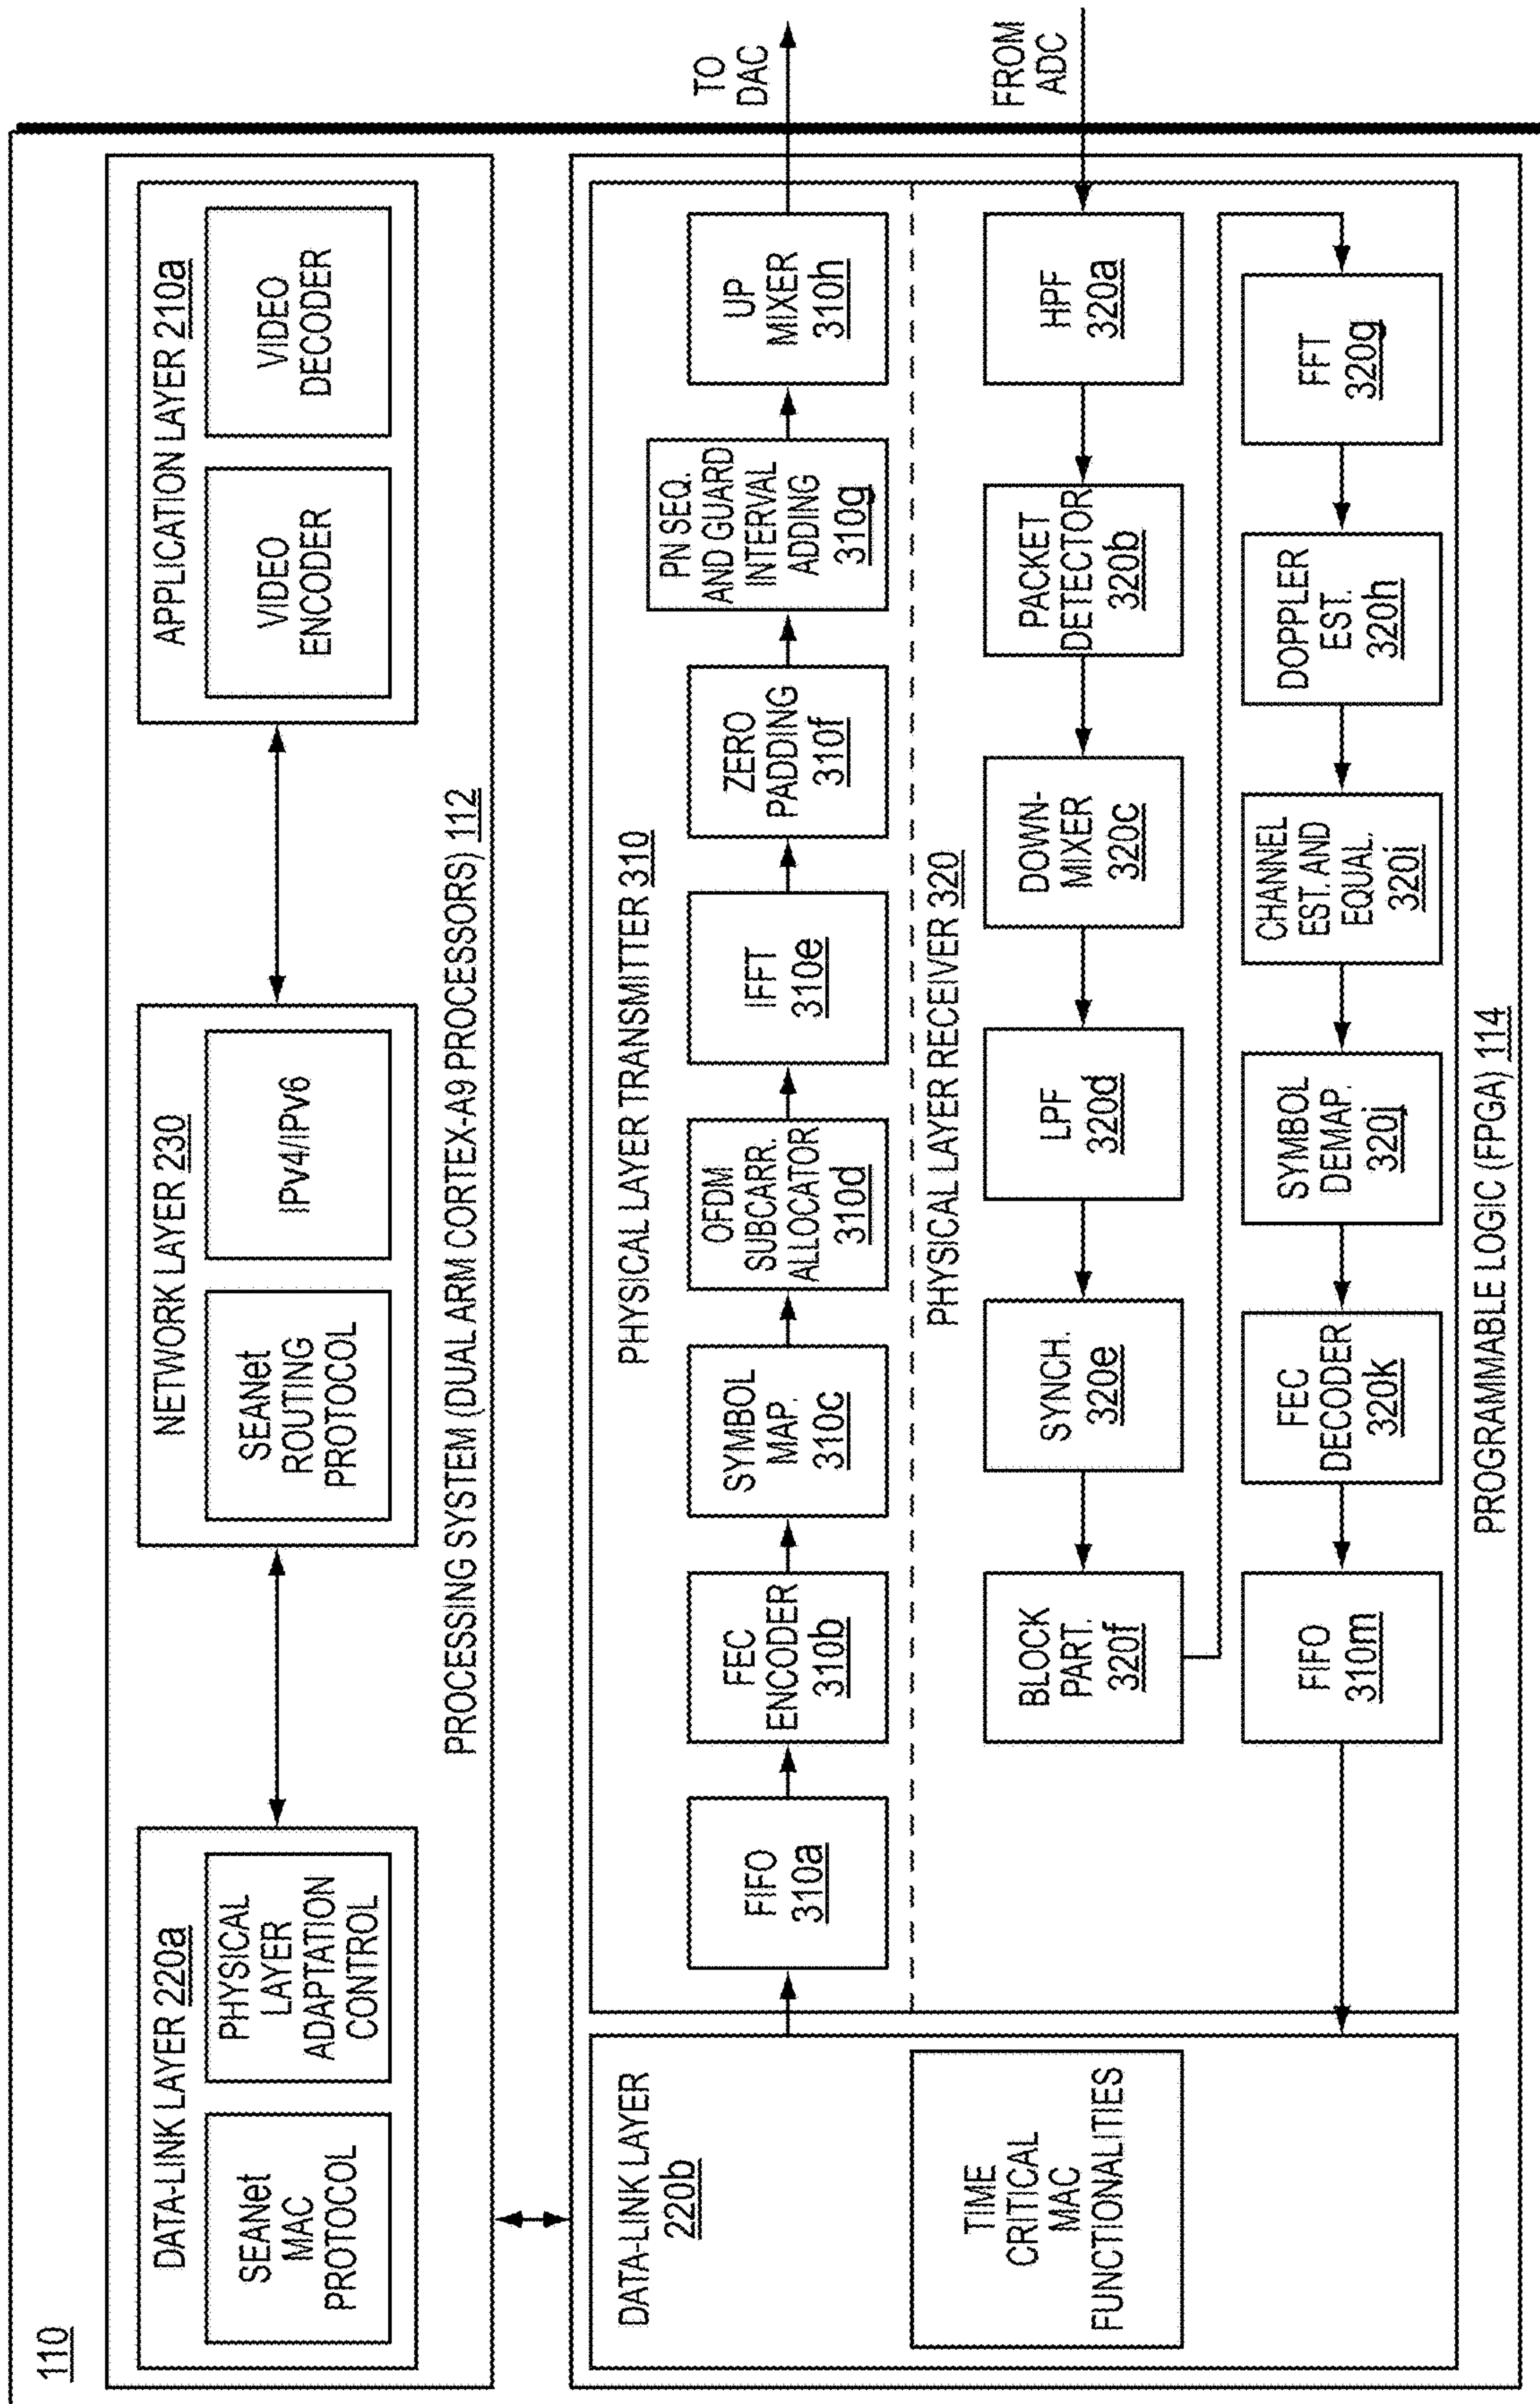 110
DATA-LINK LAYER 220a
SEANet
MAC
PROTOCOL
PHYSICAL
LAYER
ADAPTATION
CONTROL
NETWORK LAYER 230
SEANet
ROUTING
PROTOCOL
IPv4/IPv6
APPLICATION LAYER 210a
VIDEO
ENCODER
VIDEO
DECODER
PROCESSING SYSTEM (DUAL ARM CORTEX-A9 PROCESSORS) 112
DATA-LINK LAYER
220b
TIME
CRITICAL
MAC
FUNCTIONALITIES
PHYSICAL LAYER TRANSMITTER 310
FIFO
310a
FEC
ENCODER
310b
SYMBOL
MAP.
310c
OFDM
SUBCARR.
ALLOCATOR
310d
IFFT
310e
ZERO
PADDING
310f
PN SEQ.
AND GUARD
INTERVAL
ADDING
310g
UP
MIXER
310h
TO
DAC
PHYSICAL LAYER RECEIVER 320
FROM
ADC
HPF
320a
PACKET
DETECTOR
320b
DOWN-
MIXER
320c
LPF
320d
SYNCH.
320e
BLOCK
PART.
320f
FFT
320g
DOPPLER
EST.
320h
CHANNEL
EST. AND
EQUAL.
320i
SYMBOL
DEMAP.
320j
FEC
DECODER
320k
FIFO
310m
PROGRAMMABLE LOGIC (FPGA) 114